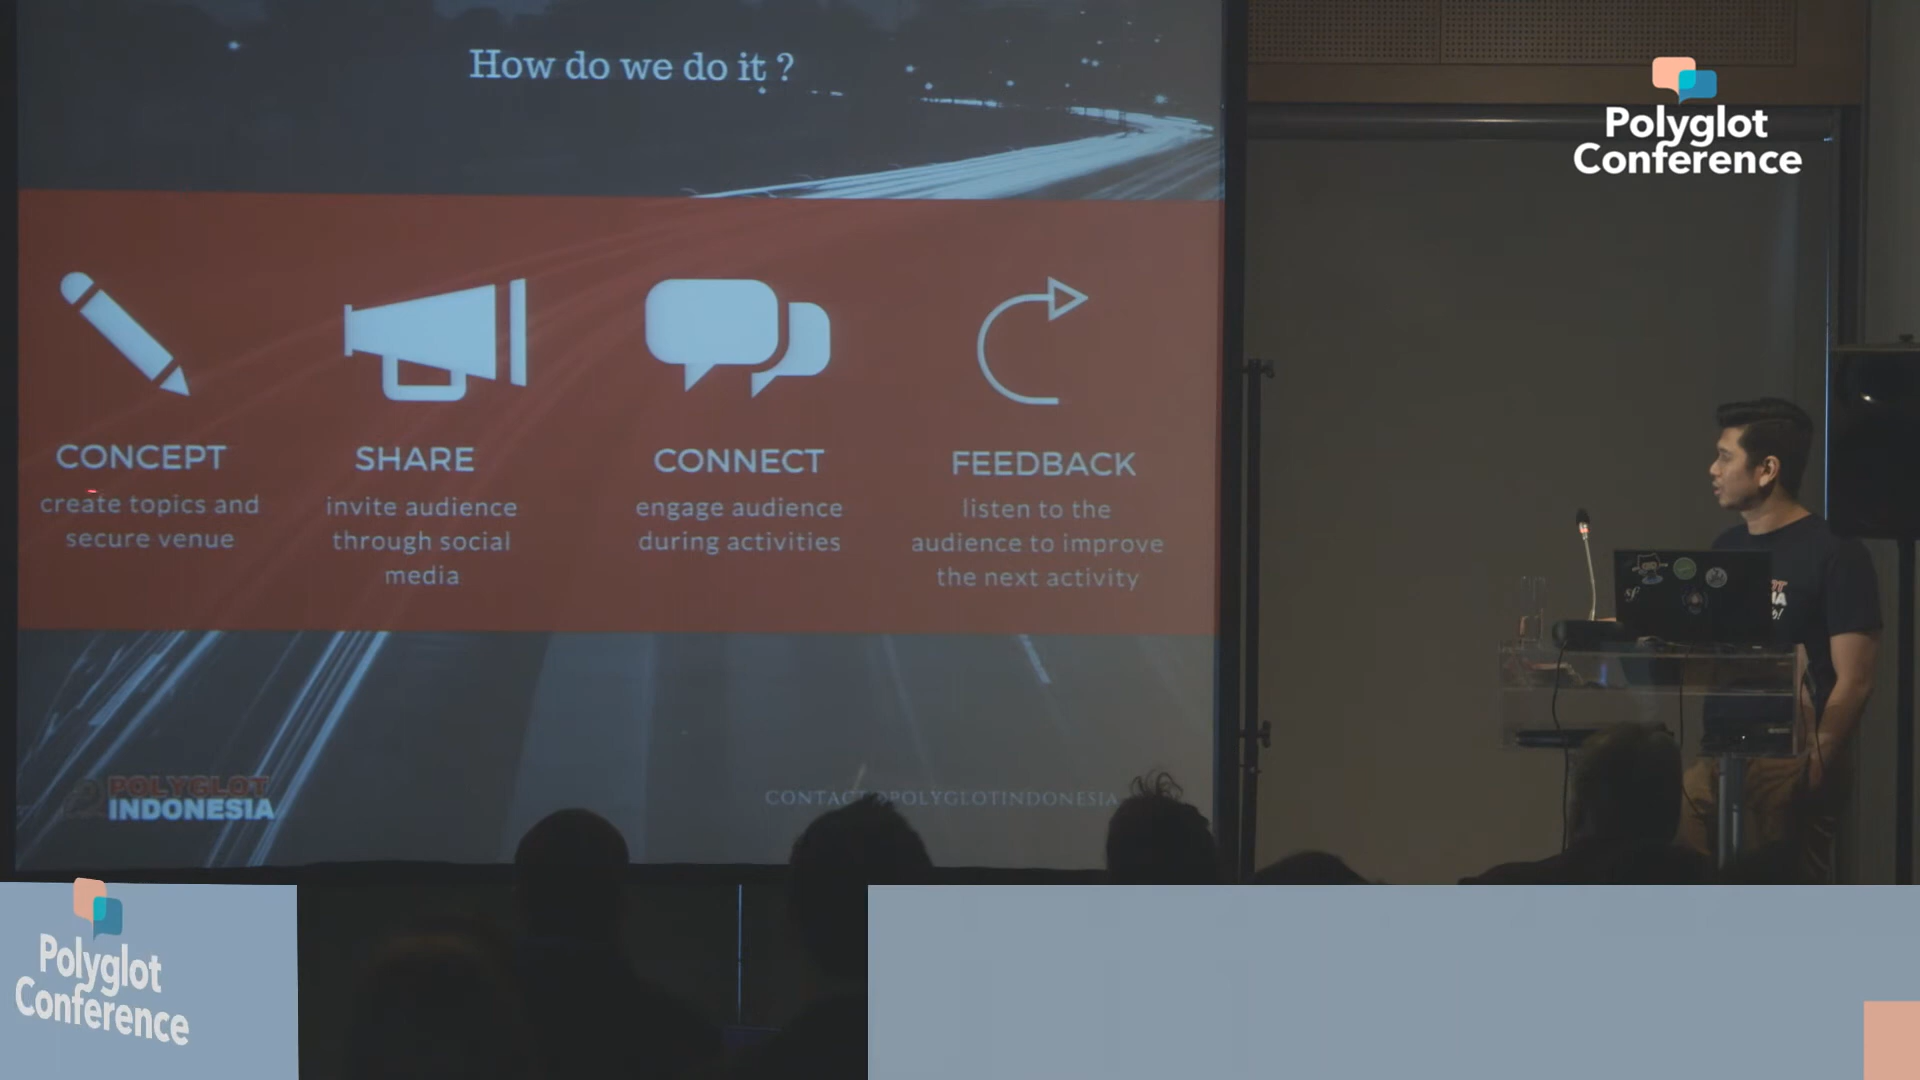 How do we do it ?
Polyglot
Conference
CONCEPT
create topics and
secure venue
SHARE
invite audience
through social
media
CONNECT
engage audience
during activities
FEEDBACK
listen to the
audience to improve
the next activity
POLYGLOT
INDONESIA
Polyglot
Conference